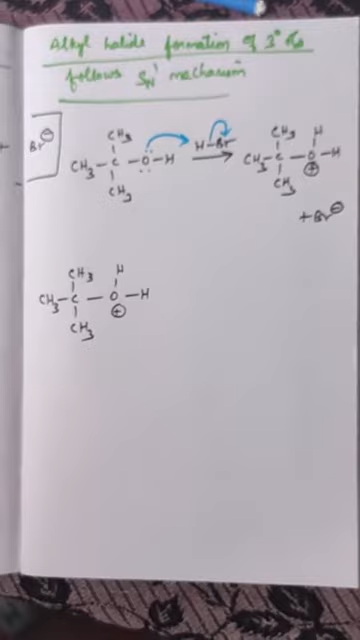 Alkyl halide formation of 3° R
follows SN1 mechanism
+ Br⊖
CH3
CH3-C-Ö-H H-Br → CH3-C-O-H
CH3
CH3 H
⊕
CH3
+ Br⊖
CH3 H
CH3-C-O-H
CH3 ⊕